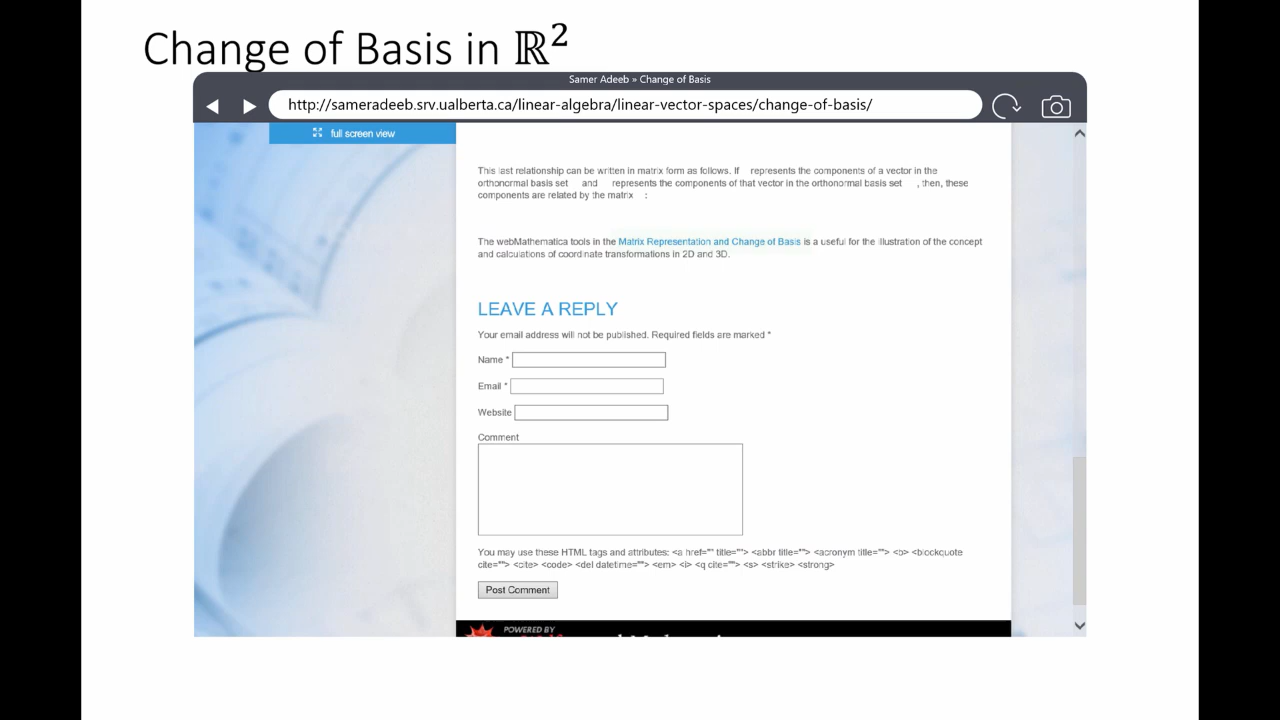 Change of Basis in ℝ²
Samer Adeeb » Change of Basis
http://sameradeeb.srv.ualberta.ca/linear-algebra/linear-vector-spaces/change-of-basis/
full screen view
This last relationship can be written in matrix form as follows. If represents the components of a vector in the
orthonormal basis set and represents the components of that vector in the orthonormal basis set , then, these
components are related by the matrix :
The webMathematica tools in the Matrix Representation and Change of Basis is a useful for the illustration of the concept
and calculations of coordinate transformations in 2D and 3D.
LEAVE A REPLY
Your email address will not be published. Required fields are marked *
Name *
Email *
Website
Comment
You may use these HTML tags and attributes: <a href="" title=""> <abbr title=""> <acronym title=""> <b> <blockquote
cite=""> <cite> <code> <del datetime=""> <em> <i> <q cite=""> <s> <strike> <strong>
Post Comment
POWERED BY